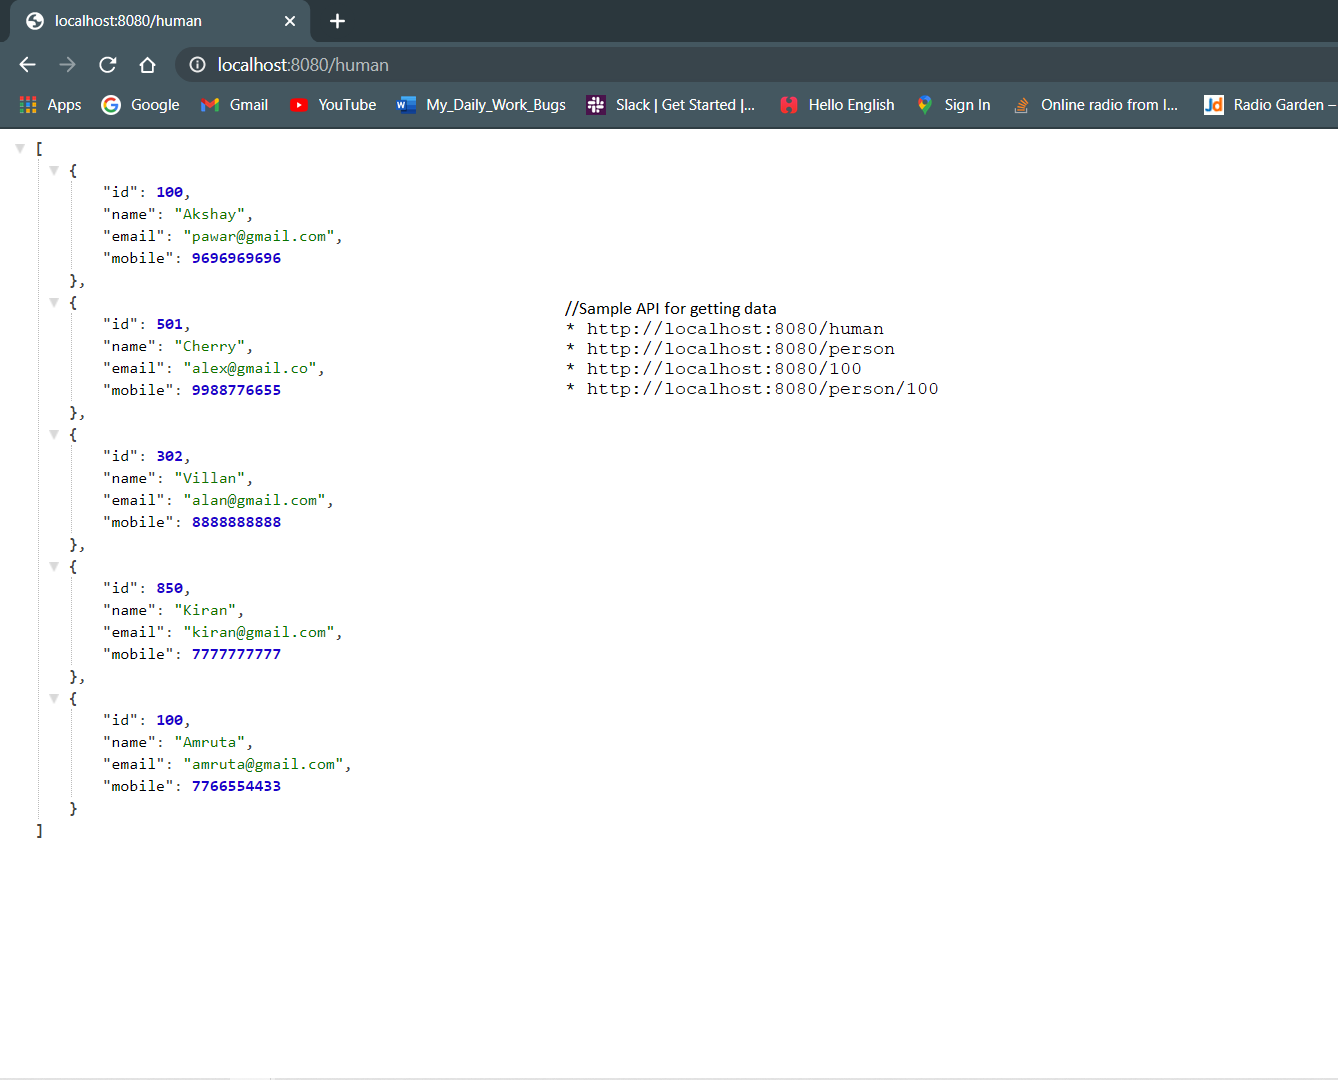 localhost:8080/human
localhost:8080/human
Apps Google Gmail YouTube My_Daily_Work_Bugs Slack | Get Started |... Hello English Sign In Online radio from I... Radio Garden –
[
{
"id": 100,
"name": "Akshay",
"email": "pawar@gmail.com",
"mobile": 9696969696
},
{
"id": 501,
"name": "Cherry",
"email": "alex@gmail.co",
"mobile": 9988776655
},
{
"id": 302,
"name": "Villan",
"email": "alan@gmail.com",
"mobile": 8888888888
},
{
"id": 850,
"name": "Kiran",
"email": "kiran@gmail.com",
"mobile": 7777777777
},
{
"id": 100,
"name": "Amruta",
"email": "amruta@gmail.com",
"mobile": 7766554433
}
]
//Sample API for getting data
* http://localhost:8080/human
* http://localhost:8080/person
* http://localhost:8080/100
* http://localhost:8080/person/100